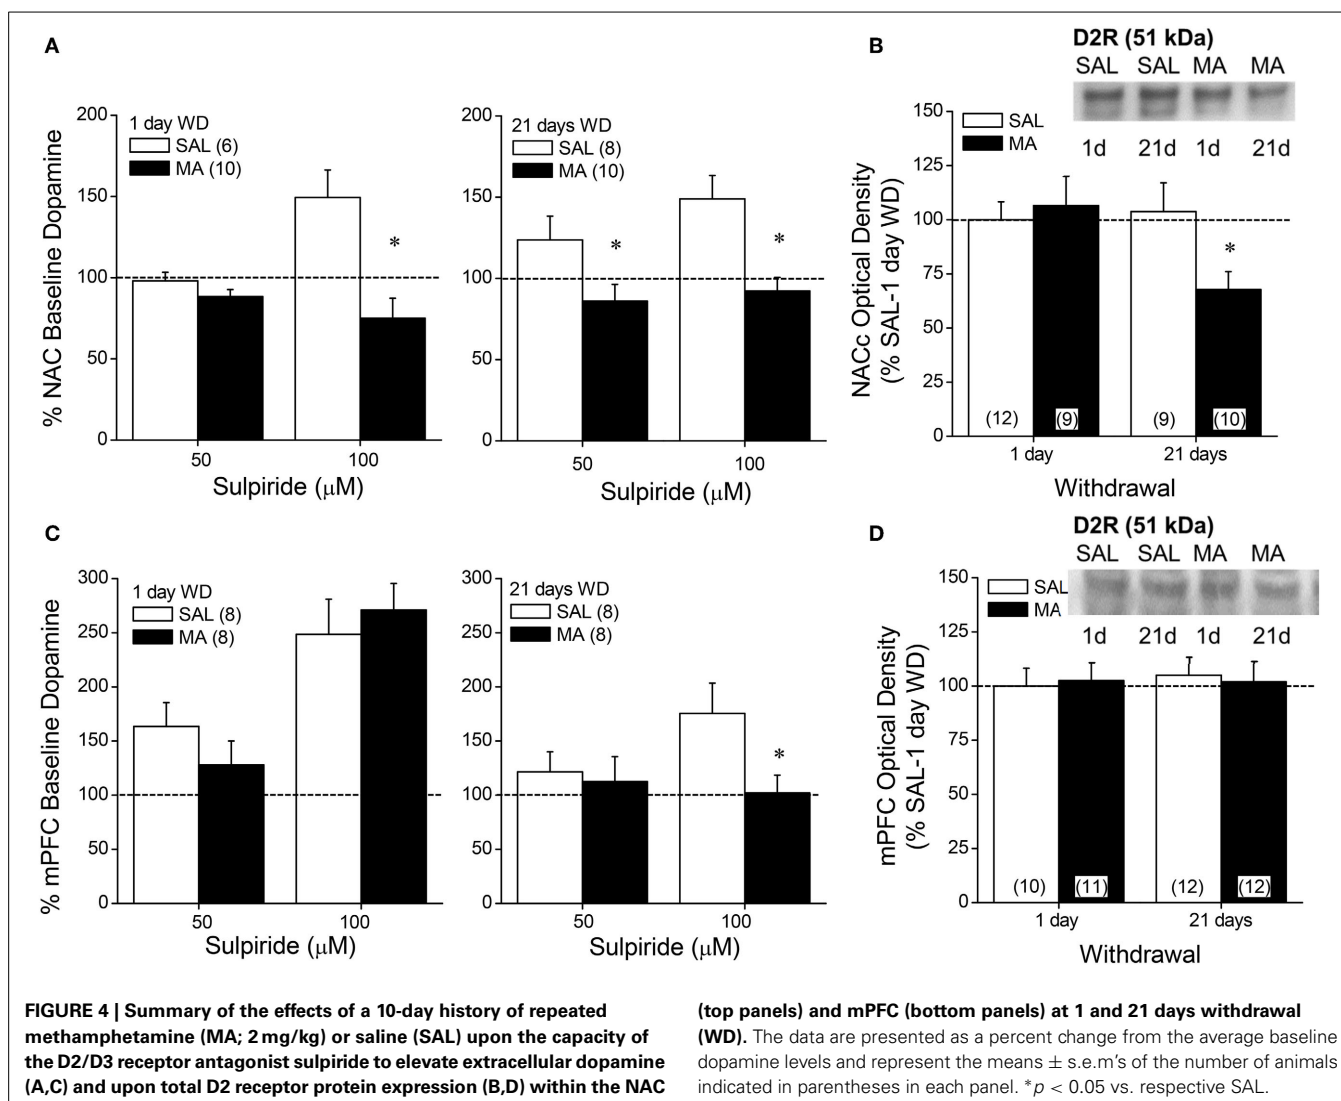 A
200
150
100
50
0
% NAC Baseline Dopamine
1 day WD
SAL (6)
MA (10)
*
50
100
Sulpiride (μM)
200
150
100
50
0
21 days WD
SAL (8)
MA (10)
*
*
50
100
Sulpiride (μM)
B
D2R (51 kDa)
SAL SAL MA MA
1d 21d 1d 21d
150
125
100
75
50
25
0
NACc Optical Density
(% SAL-1 day WD)
SAL
MA
*
(12)
(9)
(9)
(10)
1 day
21 days
Withdrawal
C
300
250
200
150
100
50
0
% mPFC Baseline Dopamine
1 day WD
SAL (8)
MA (8)
50
100
Sulpiride (μM)
300
250
200
150
100
50
0
21 days WD
SAL (8)
MA (8)
*
50
100
Sulpiride (μM)
D
D2R (51 kDa)
SAL SAL MA MA
1d 21d 1d 21d
150
125
100
75
50
25
0
mPFC Optical Density
(% SAL-1 day WD)
SAL
MA
(10)
(11)
(12)
(12)
1 day
21 days
Withdrawal
FIGURE 4 | Summary of the effects of a 10-day history of repeated
methamphetamine (MA; 2 mg/kg) or saline (SAL) upon the capacity of
the D2/D3 receptor antagonist sulpiride to elevate extracellular dopamine
(A,C) and upon total D2 receptor protein expression (B,D) within the NAC
(top panels) and mPFC (bottom panels) at 1 and 21 days withdrawal
(WD). The data are presented as a percent change from the average baseline
dopamine levels and represent the means ± s.e.m's of the number of animals
indicated in parentheses in each panel. *p < 0.05 vs. respective SAL.